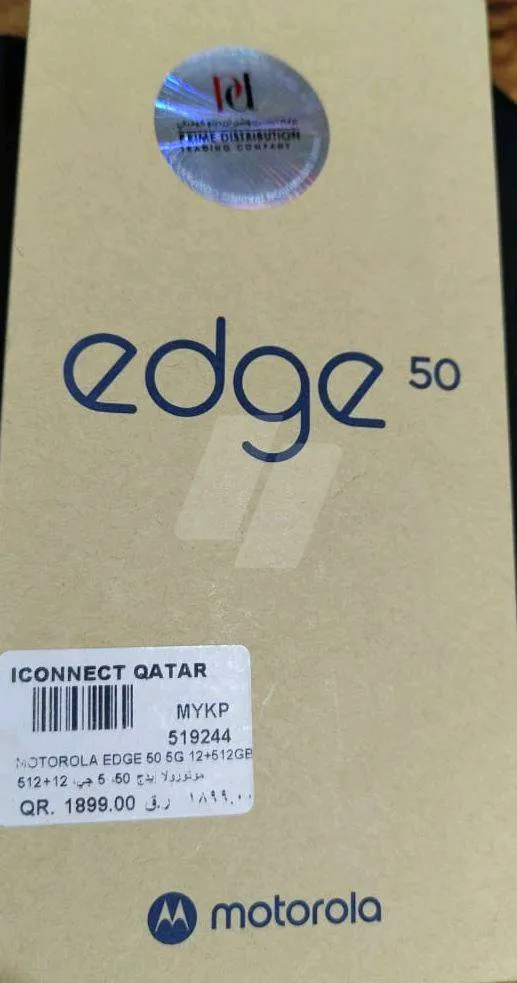 PRIME DISTRIBUTION
TRADING COMPANY
edge 50
ICONNECT QATAR
MYKP
519244
MOTOROLA EDGE 50 5G 12+512GB
موتورولا إيدج 50، 5 جي، 12+512
QR. 1899.00 ر.ق ١٨٩٩.٠٠
motorola